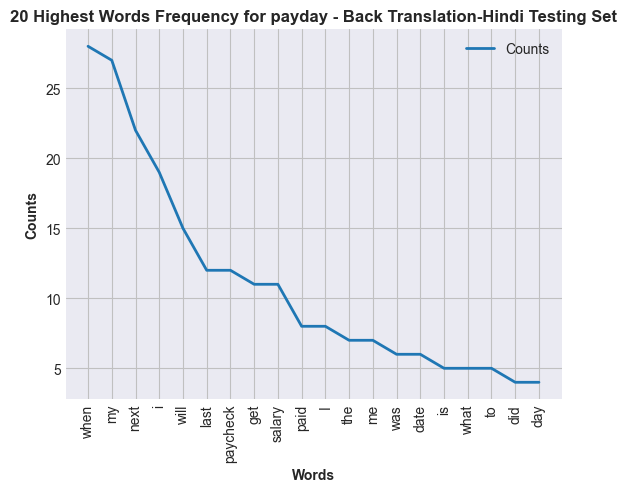 20 Highest Words Frequency for payday - Back Translation-Hindi Testing Set
Counts
Counts
25
20
15
10
5
when
my
next
i
will
last
paycheck
get
salary
paid
I
the
me
was
date
is
what
to
did
day
Words